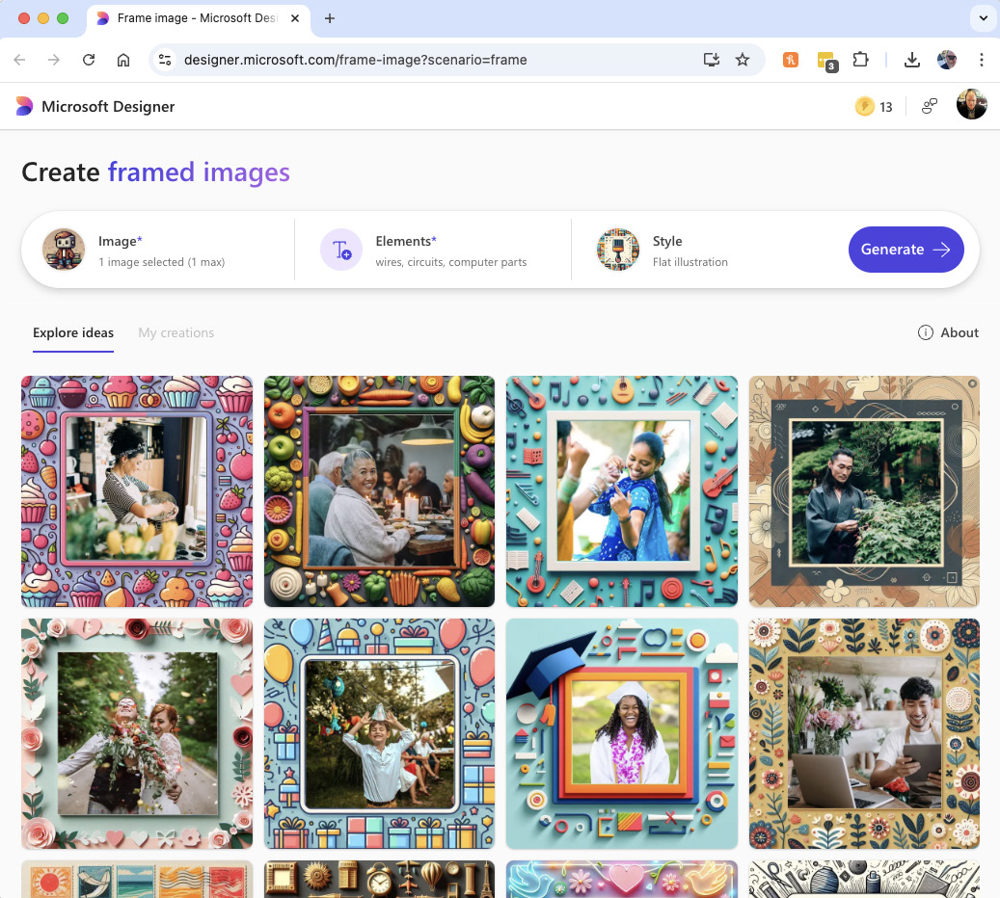 Frame image - Microsoft Desi
designer.microsoft.com/frame-image?scenario=frame
3
Microsoft Designer
13
Create framed images
Image*
1 image selected (1 max)
Elements*
wires, circuits, computer parts
Style
Flat illustration
Generate
Explore ideas
My creations
About